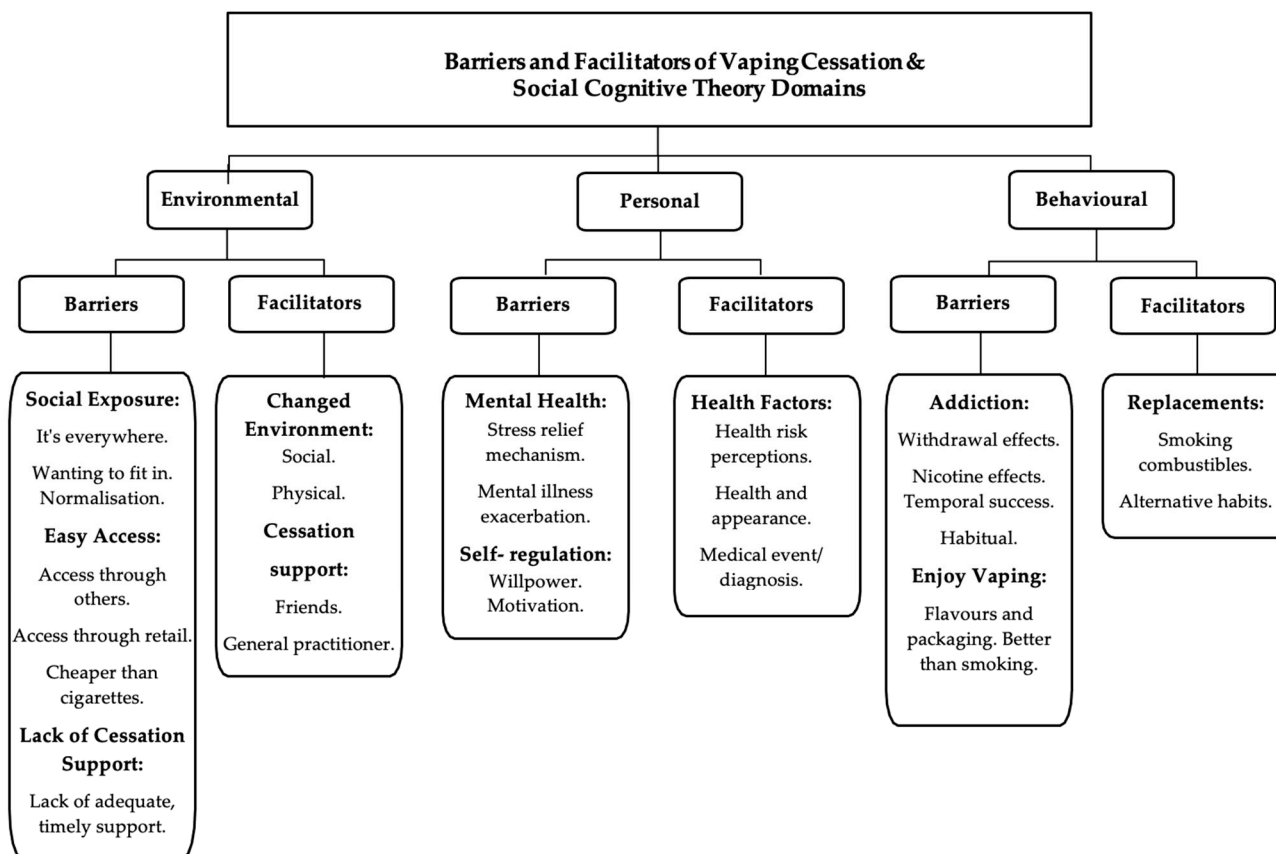 Barriers and Facilitators of Vaping Cessation &
Social Cognitive Theory Domains
Environmental
Personal
Behavioural
Barriers
Facilitators
Barriers
Facilitators
Barriers
Facilitators
Social Exposure:
It's everywhere.
Wanting to fit in.
Normalisation.
Easy Access:
Access through
others.
Access through retail.
Cheaper than
cigarettes.
Lack of Cessation
Support:
Lack of adequate,
timely support.
Changed
Environment:
Social.
Physical.
Cessation
support:
Friends.
General practitioner.
Mental Health:
Stress relief
mechanism.
Mental illness
exacerbation.
Self- regulation:
Willpower.
Motivation.
Health Factors:
Health risk
perceptions.
Health and
appearance.
Medical event/
diagnosis.
Addiction:
Withdrawal effects.
Nicotine effects.
Temporal success.
Habitual.
Enjoy Vaping:
Flavours and
packaging. Better
than smoking.
Replacements:
Smoking
combustibles.
Alternative habits.